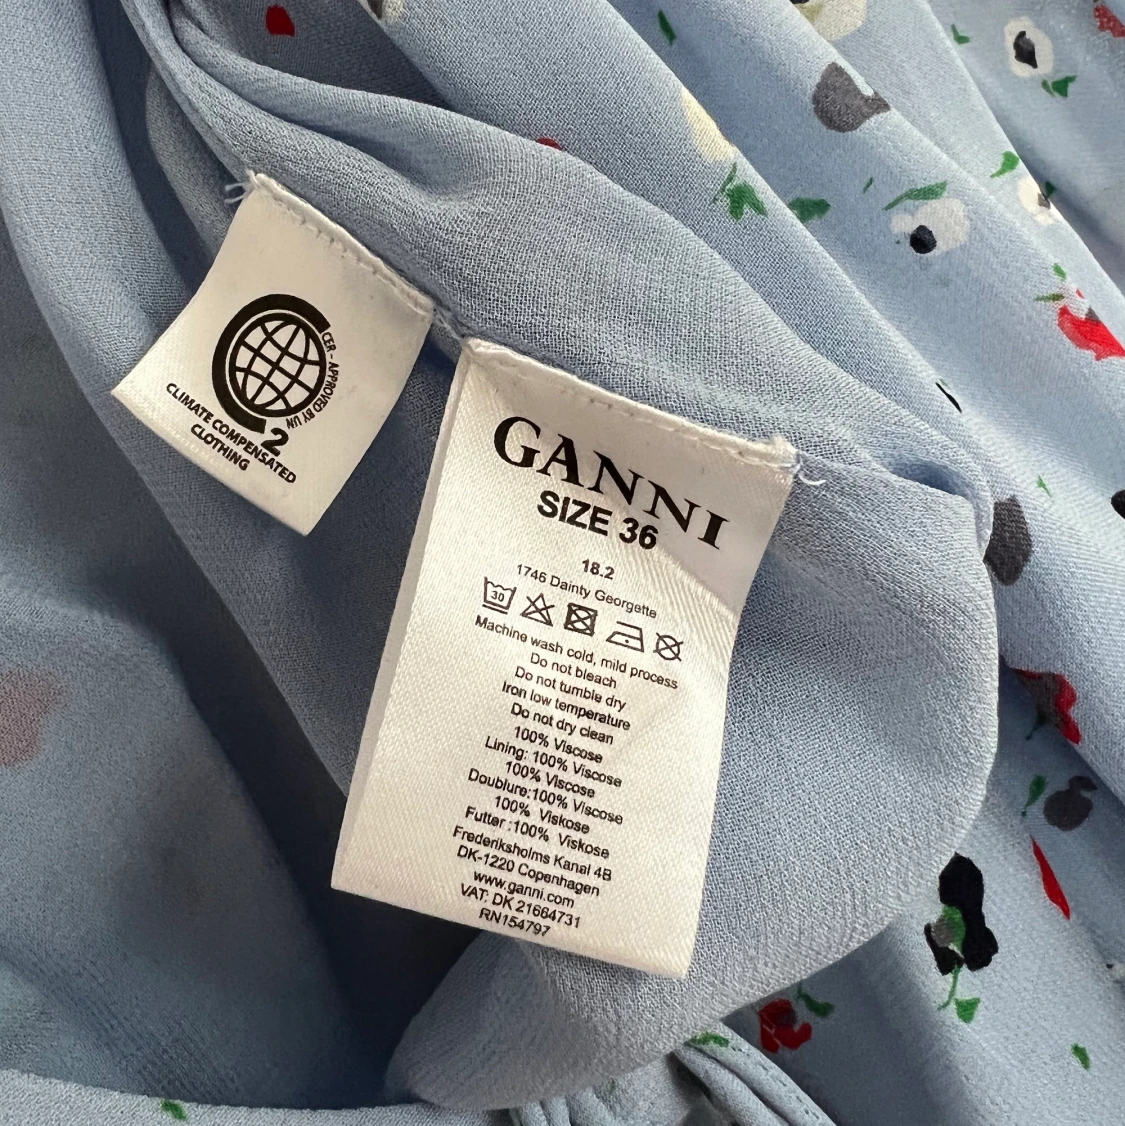 CER - APPROVED BY UN
2
CLIMATE COMPENSATED
CLOTHING
GANNI
SIZE 36
18.2
1746 Dainty Georgette
30
Machine wash cold, mild process
Do not bleach
Do not tumble dry
Iron low temperature
Do not dry clean
100% Viscose
Lining: 100% Viscose
100% Viscose
Doublure:100% Viscose
100% Viskose
Futter :100% Viskose
Frederiksholms Kanal 4B
DK-1220 Copenhagen
www.ganni.com
VAT: DK 21664731
RN154797